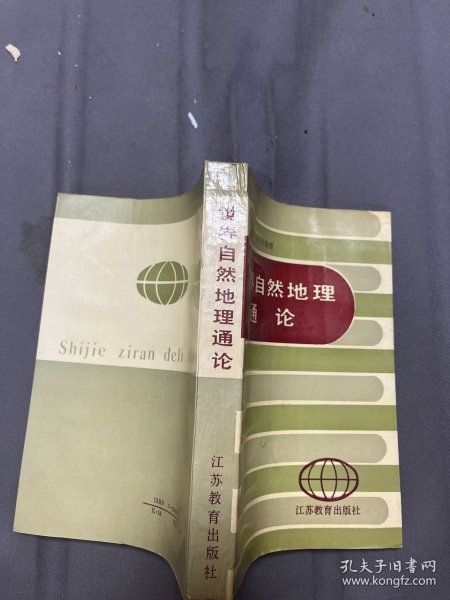 世界自然地理通论
江苏教育出版社
自然地理
通论
江苏教育出版社
Shijie ziran deli
ISBN 7-
孔夫子旧书网
www.kongfz.com